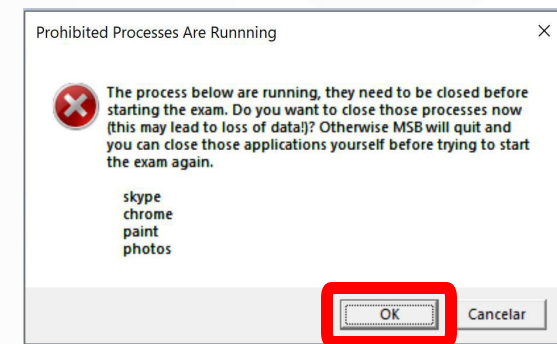 Prohibited Processes Are Runnning
The process below are running, they need to be closed before
starting the exam. Do you want to close those processes now
(this may lead to loss of data!)? Otherwise MSB will quit and
you can close those applications yourself before trying to start
the exam again.
skype
chrome
paint
photos
OK
Cancelar